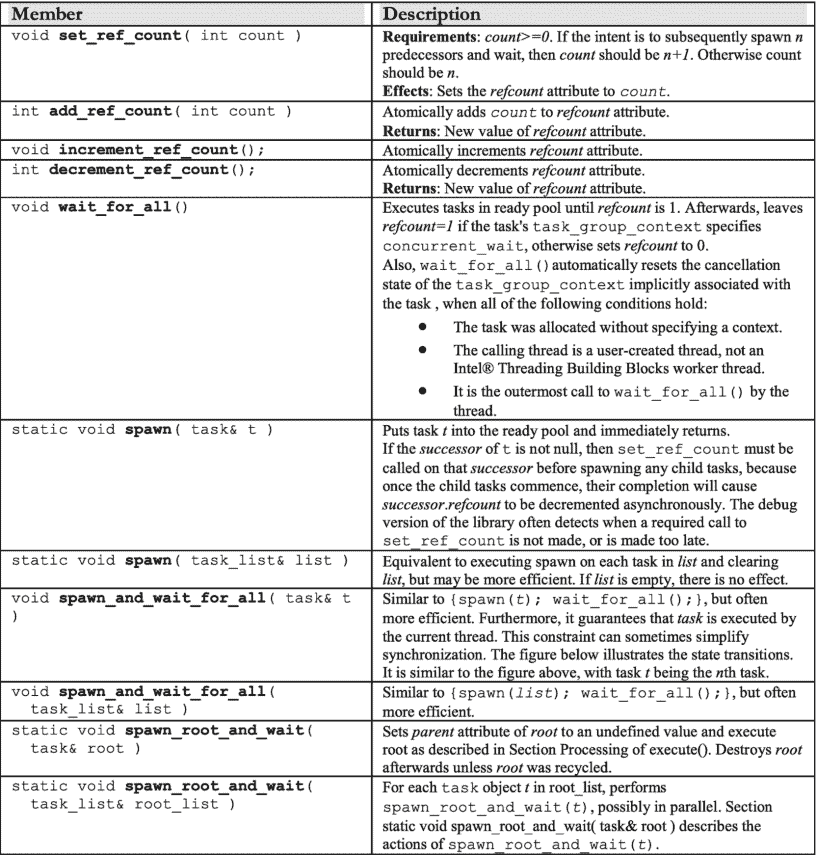 Member Description
void set_ref_count( int count )
Requirements: count>=0. If the intent is to subsequently spawn n
predecessors and wait, then count should be n+1. Otherwise count
should be n.
Effects: Sets the refcount attribute to count.
int add_ref_count( int count )
Atomically adds count to refcount attribute.
Returns: New value of refcount attribute.
void increment_ref_count();
Atomically increments refcount attribute.
int decrement_ref_count();
Atomically decrements refcount attribute.
Returns: New value of refcount attribute.
void wait_for_all()
Executes tasks in ready pool until refcount is 1. Afterwards, leaves
refcount=1 if the task's task_group_context specifies
concurrent_wait, otherwise sets refcount to 0.
Also, wait_for_all() automatically resets the cancellation
state of the task_group_context implicitly associated with
the task , when all of the following conditions hold:
● The task was allocated without specifying a context.
● The calling thread is a user-created thread, not an
Intel® Threading Building Blocks worker thread.
● It is the outermost call to wait_for_all() by the
thread.
static void spawn( task& t )
Puts task t into the ready pool and immediately returns.
If the successor of t is not null, then set_ref_count must be
called on that successor before spawning any child tasks, because
once the child tasks commence, their completion will cause
successor.refcount to be decremented asynchronously. The debug
version of the library often detects when a required call to
set_ref_count is not made, or is made too late.
static void spawn( task_list& list )
Equivalent to executing spawn on each task in list and clearing
list, but may be more efficient. If list is empty, there is no effect.
void spawn_and_wait_for_all( task& t
)
Similar to {spawn(t); wait_for_all();}, but often
more efficient. Furthermore, it guarantees that task is executed by
the current thread. This constraint can sometimes simplify
synchronization. The figure below illustrates the state transitions.
It is similar to the figure above, with task t being the nth task.
void spawn_and_wait_for_all(
task_list& list )
Similar to {spawn(list); wait_for_all();}, but often
more efficient.
static void spawn_root_and_wait(
task& root )
Sets parent attribute of root to an undefined value and execute
root as described in Section Processing of execute(). Destroys root
afterwards unless root was recycled.
static void spawn_root_and_wait(
task_list& root_list )
For each task object t in root_list, performs
spawn_root_and_wait(t), possibly in parallel. Section
static void spawn_root_and_wait( task& root ) describes the
actions of spawn_root_and_wait(t).